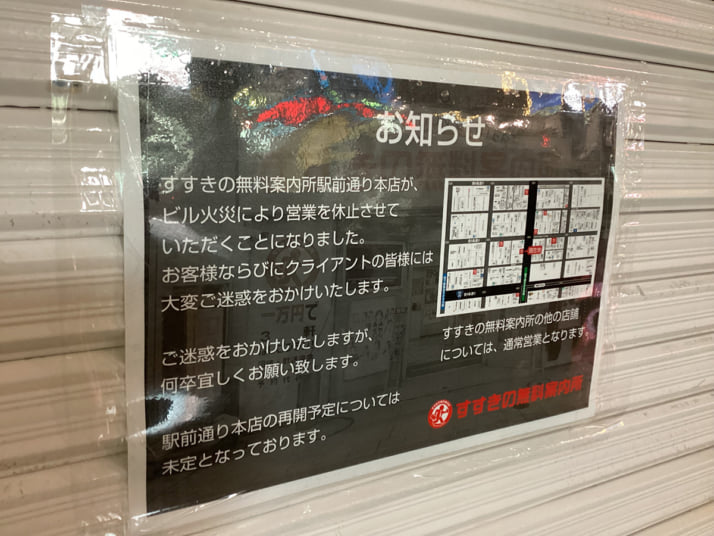 お知らせ
すすきの無料案内所駅前通り本店が、
ビル火災により営業を休止させて
いただくことになりました。
お客様ならびにクライアントの皆様には
大変ご迷惑をおかけいたします。
ご迷惑をおかけいたしますが、
何卒宜しくお願い致します。
駅前通り本店の再開予定については
未定となっております。
すすきの無料案内所の他の店舗
については、通常営業となります。
すすきの無料案内所